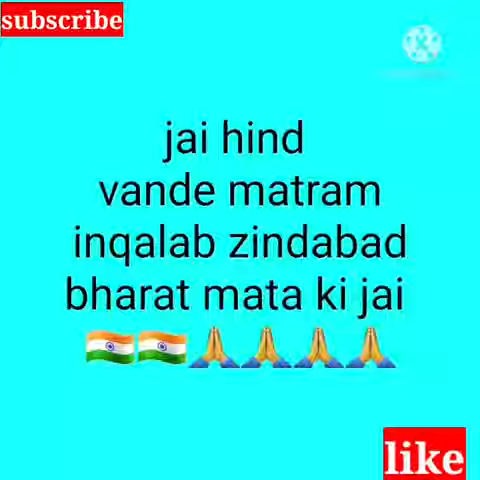 subscribe
jai hind
vande matram
inqalab zindabad
bharat mata ki jai
🇮🇳🇮🇳🙏🙏🙏🙏
like